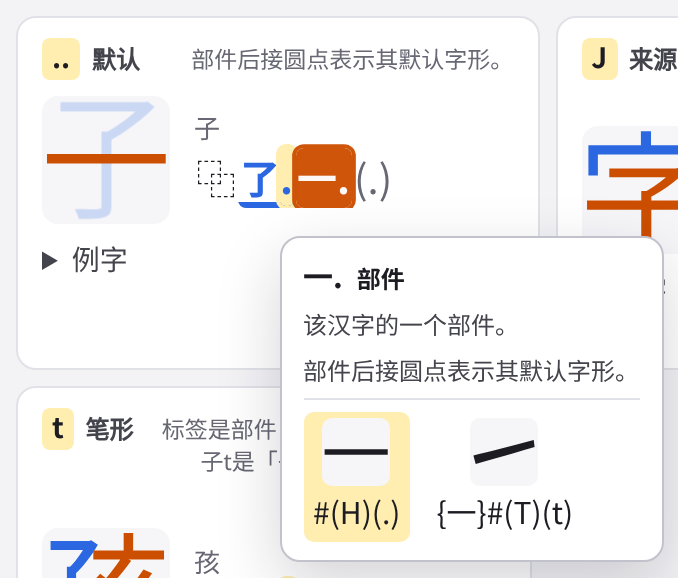 .. 默认 部件后接圆点表示其默认字形。
子
子
⿻了.一.(.)
▶ 例字
J 来源
字
一. 部件
该汉字的一个部件。
部件后接圆点表示其默认字形。
#(H)(.) {一}#(T)(t)
t 笔形 标签是部件
子t是「
孩